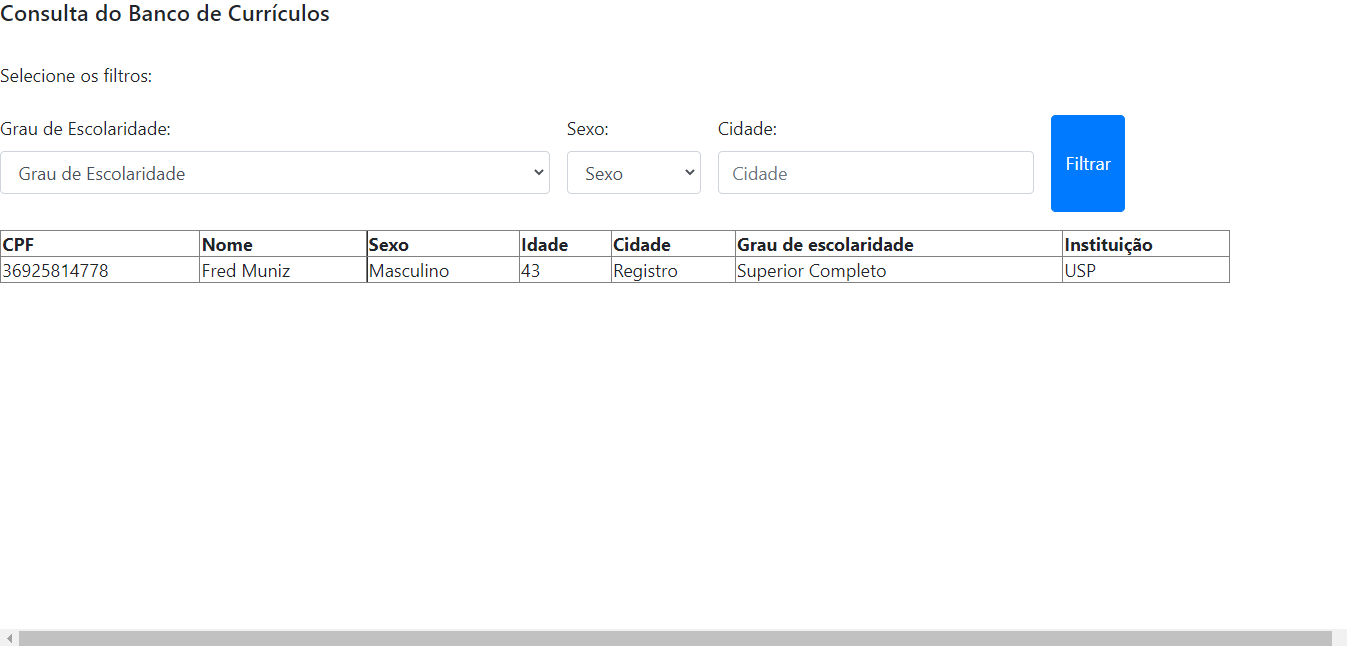 Consulta do Banco de Currículos
Selecione os filtros:
Grau de Escolaridade: Sexo: Cidade:
Grau de Escolaridade Sexo Cidade Filtrar
CPF Nome Sexo Idade Cidade Grau de escolaridade Instituição
36925814778 Fred Muniz Masculino 43 Registro Superior Completo USP